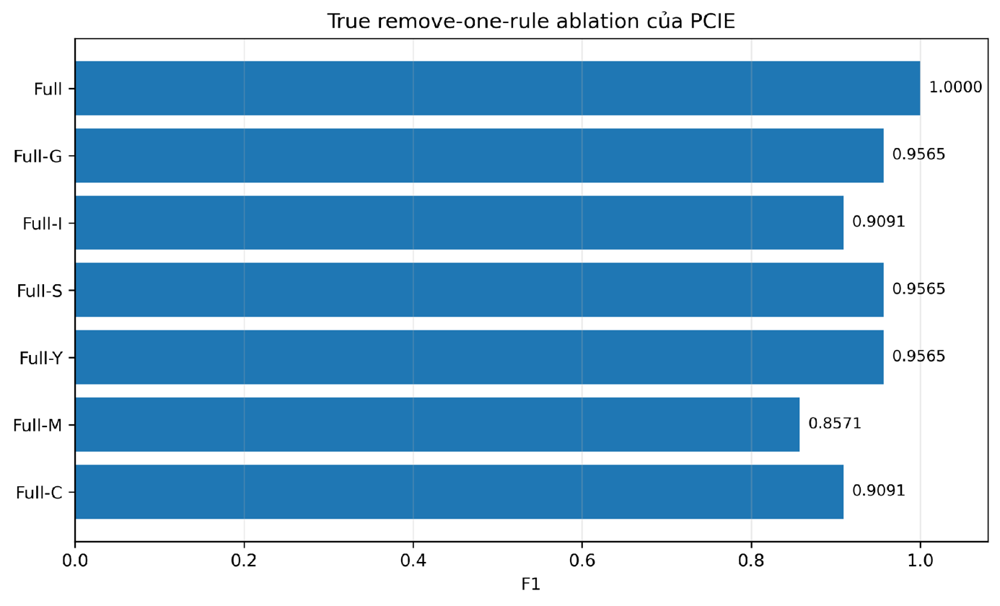 True remove-one-rule ablation của PCIE
Full
1.0000
Full-G
0.9565
Full-I
0.9091
Full-S
0.9565
Full-Y
0.9565
Full-M
0.8571
Full-C
0.9091
0.0 0.2 0.4 0.6 0.8 1.0
F1